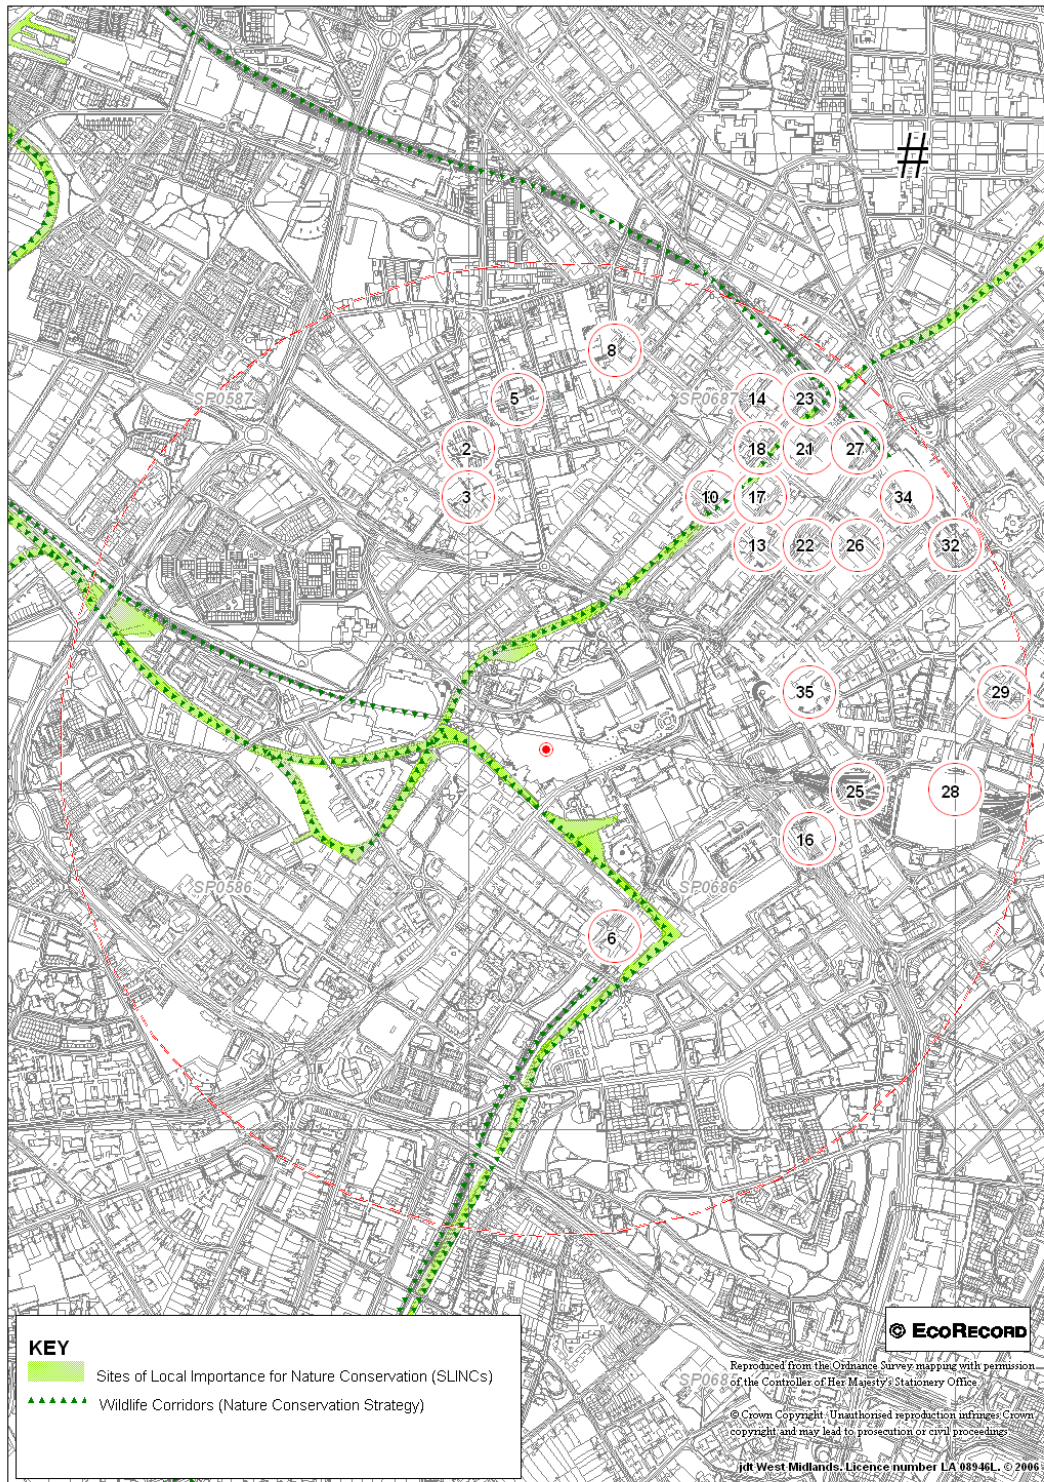 #
8
SP0587
5
SP0687
14
23
2
18
21
27
3
10
17
34
13
22
26
32
35
29
25
28
16
SP0586
SP0686
6
KEY
Sites of Local Importance for Nature Conservation (SLINCs)
Wildlife Corridors (Nature Conservation Strategy)
© ECORECORD
Reproduced from the Ordnance Survey mapping with permission
of the Controller of Her Majesty's Stationery Office
© Crown Copyright. Unauthorised reproduction infringes Crown
copyright and may lead to prosecution or civil proceedings
jdt West Midlands. Licence number LA 08946L. © 2006